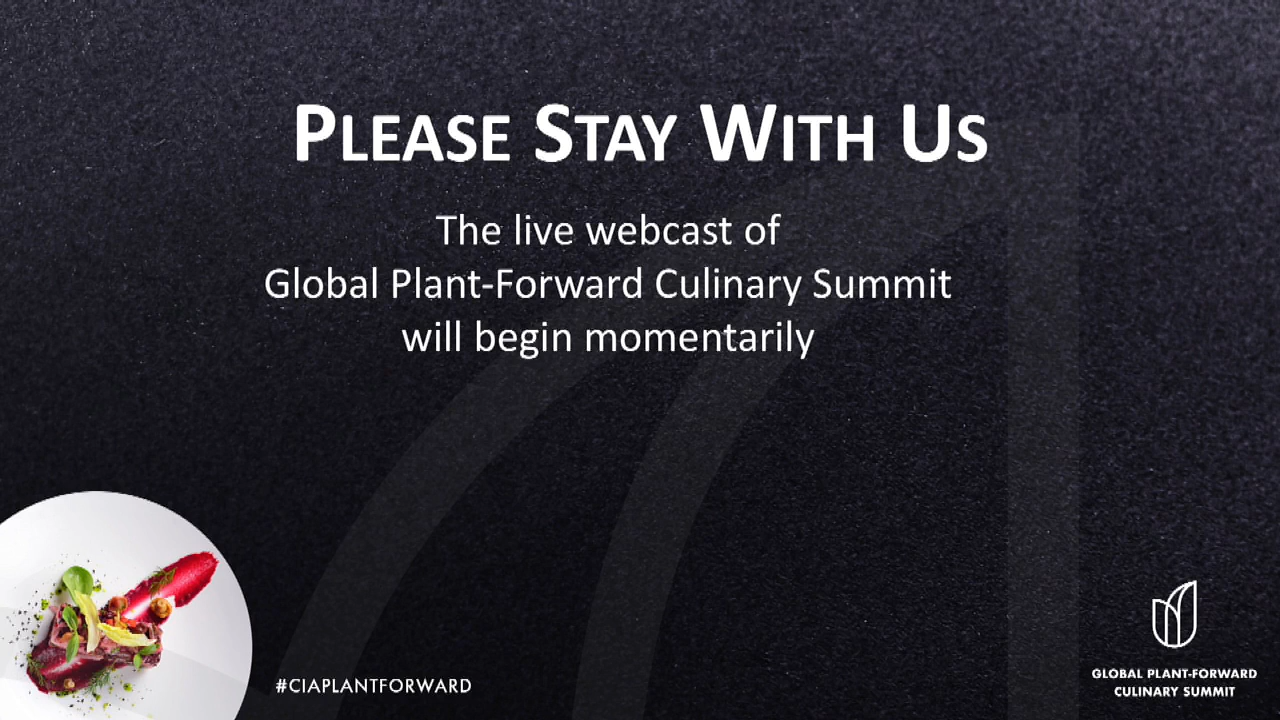 PLEASE STAY WITH US
The live webcast of
Global Plant-Forward Culinary Summit
will begin momentarily
#CIAPLANTFORWARD
GLOBAL PLANT-FORWARD
CULINARY SUMMIT